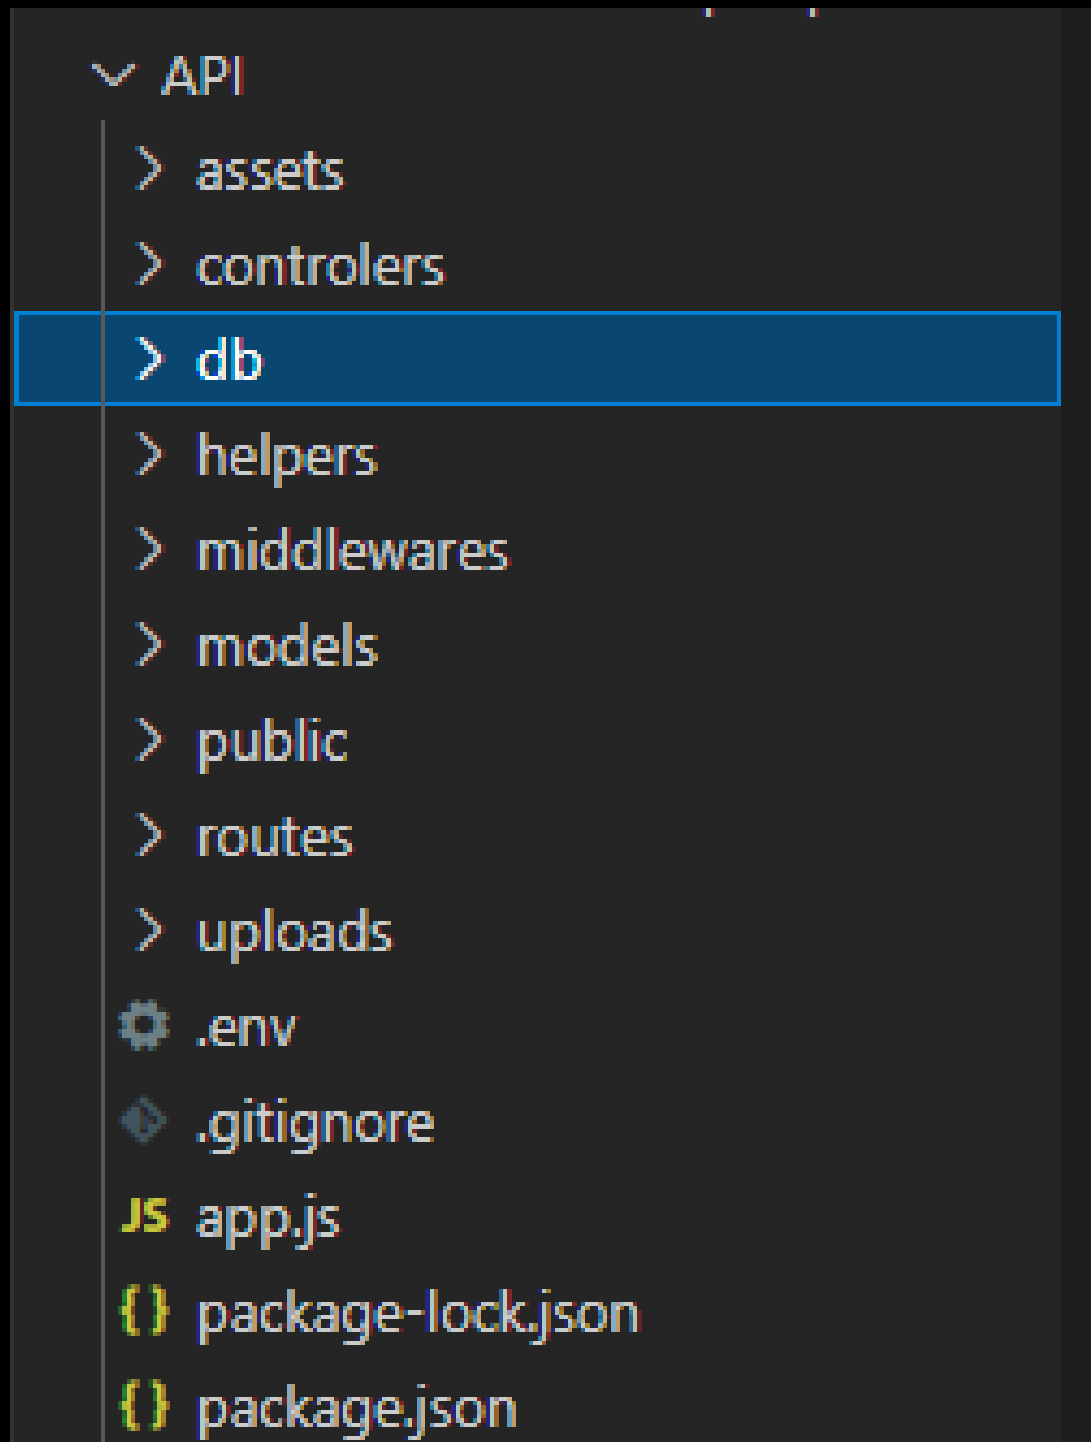 API
assets
controlers
db
helpers
middlewares
models
public
routes
uploads
.env
.gitignore
JS app.js
{} package-lock.json
{} package.json